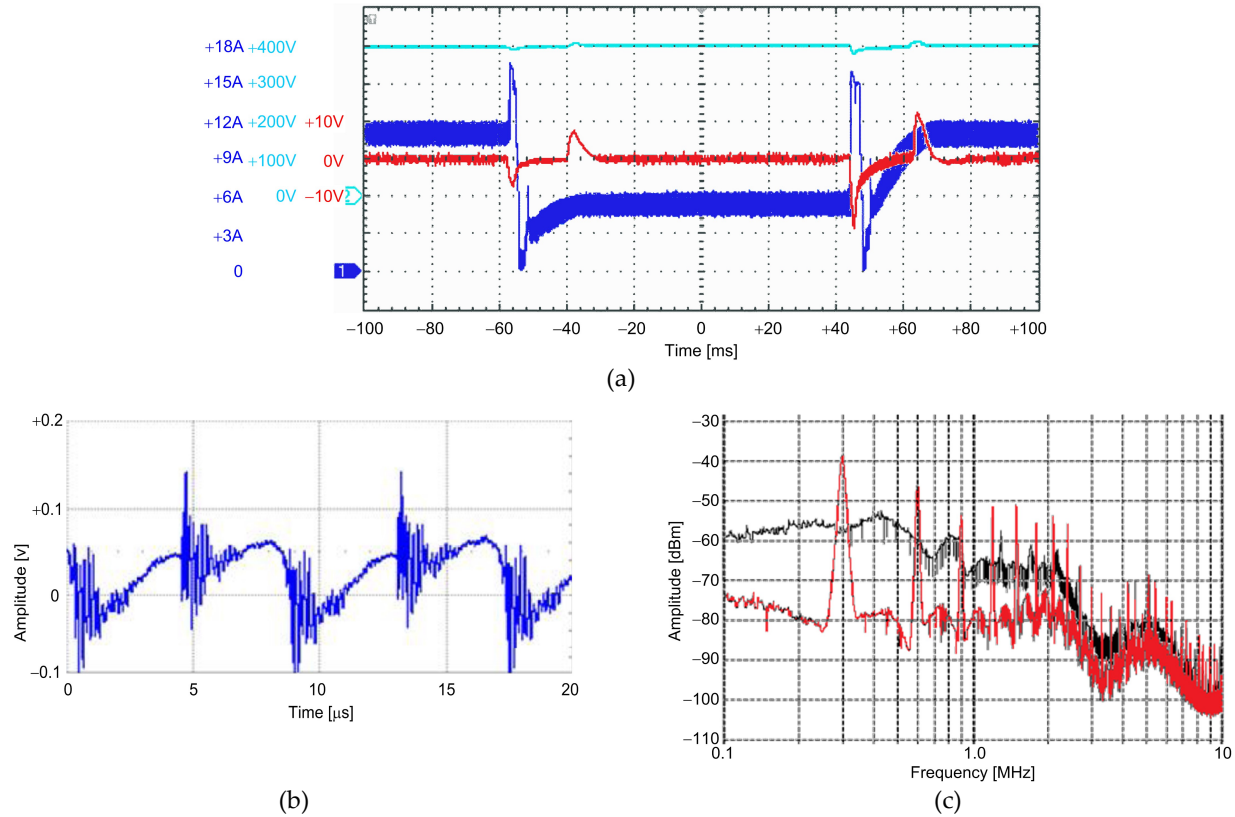 +18A +400V
+15A +300V
+12A +200V +10V
+9A +100V 0V
+6A 0V −10V
+3A
0
1
−100 −80 −60 −40 −20 0 +20 +40 +60 +80 +100
Time [ms]
(a)
+0.2
+0.1
0
−0.1
Amplitude [v]
0 5 10 15 20
Time [μs]
(b)
−30
−40
−50
−60
−70
−80
−90
−100
−110
Amplitude [dBm]
0.1 1.0 10
Frequency [MHz]
(c)